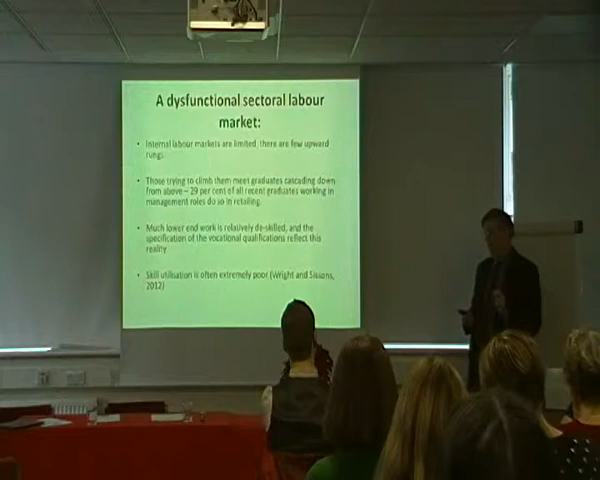 A dysfunctional sectoral labour
market:
• Internal labour markets are limited, there are few upward
rungs.
• Those trying to climb them meet graduates cascading down
from above – 29 per cent of all recent graduates working in
management roles do so in retailing.
• Much lower end work is relatively de-skilled, and the
specification of the vocational qualifications reflect this
reality
• Skill utilisation is often extremely poor (Wright and Sissons,
2012)